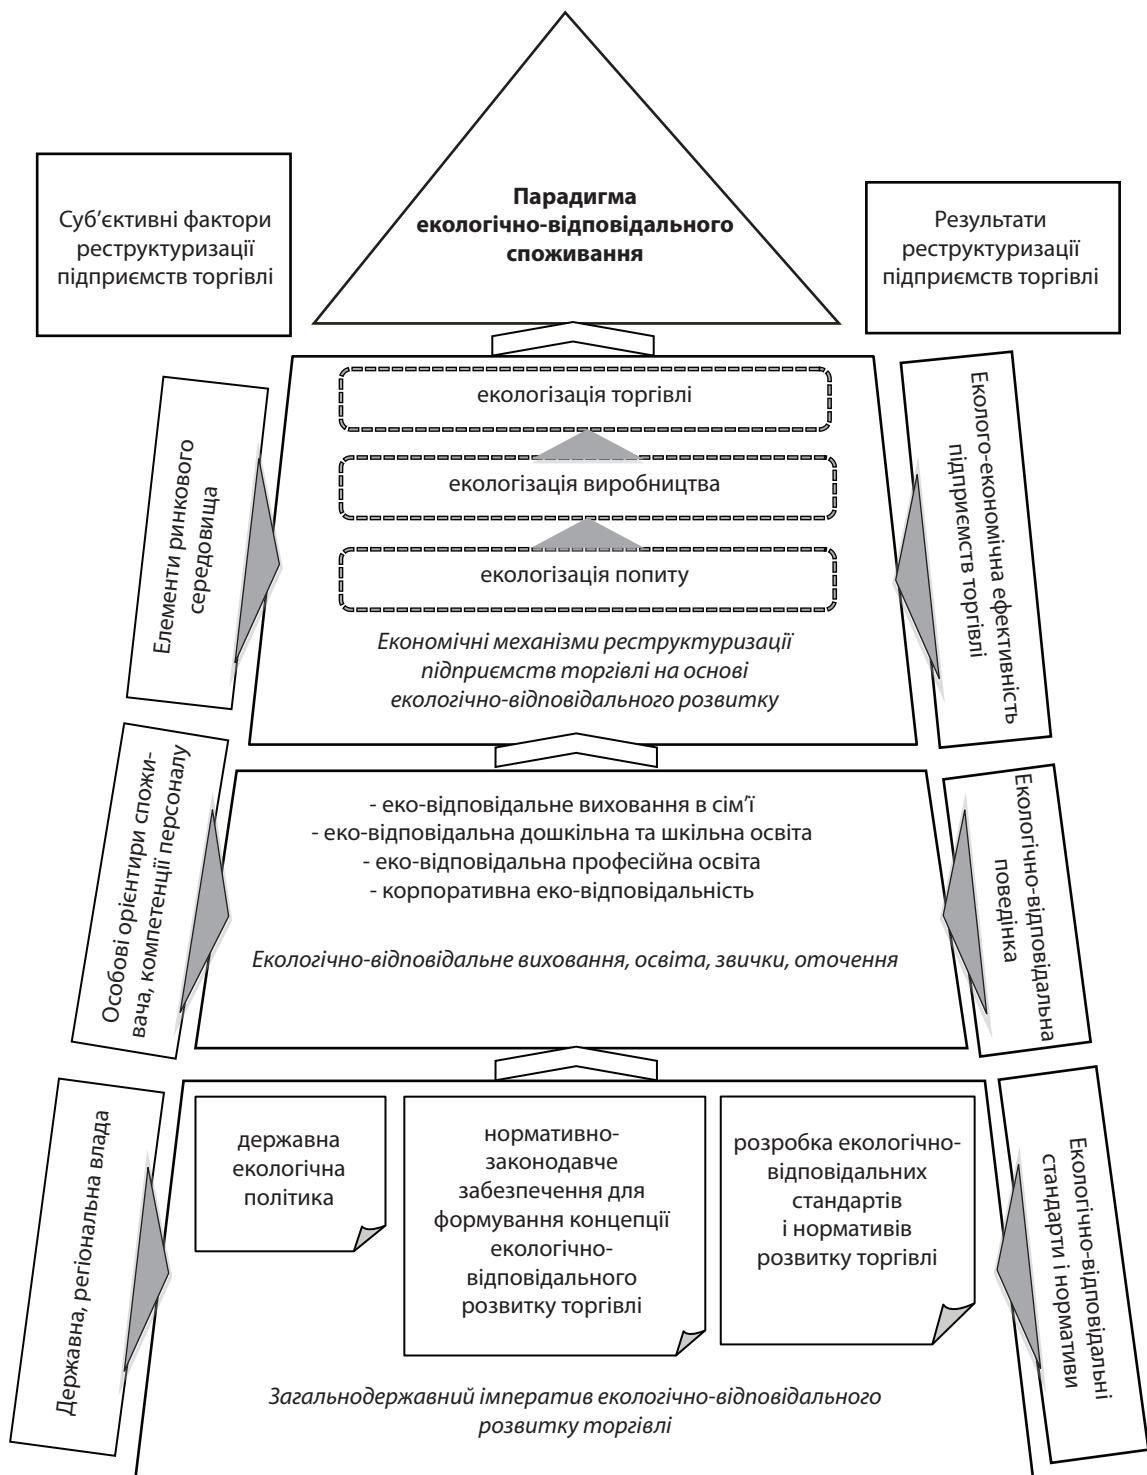 Парадигма
екологічно-відповідального
споживання
Суб’єктивні фактори
реструктуризації
підприємств торгівлі
Результати
реструктуризації
підприємств торгівлі
Елементи ринкового
середовища
екологізація торгівлі
екологізація виробництва
екологізація попиту
Економічні механізми реструктуризації
підприємств торгівлі на основі
екологічно-відповідального розвитку
Еколого-економічна ефективність
підприємств торгівлі
Особові орієнтири спожи-
вача, компетенції персоналу
- еко-відповідальне виховання в сім’ї
- еко-відповідальна дошкільна та шкільна освіта
- еко-відповідальна професійна освіта
- корпоративна еко-відповідальність
Екологічно-відповідальне виховання, освіта, звички, оточення
Екологічно-відповідальна
поведінка
Державна, регіональна влада
державна
екологічна
політика
нормативно-
законодавче
забезпечення для
формування концепції
екологічно-
відповідального
розвитку торгівлі
розробка екологічно-
відповідальних
стандартів
і нормативів
розвитку торгівлі
Загальнодержавний імператив екологічно-відповідального
розвитку торгівлі
Екологічно-відповідальні
стандарти і нормативи